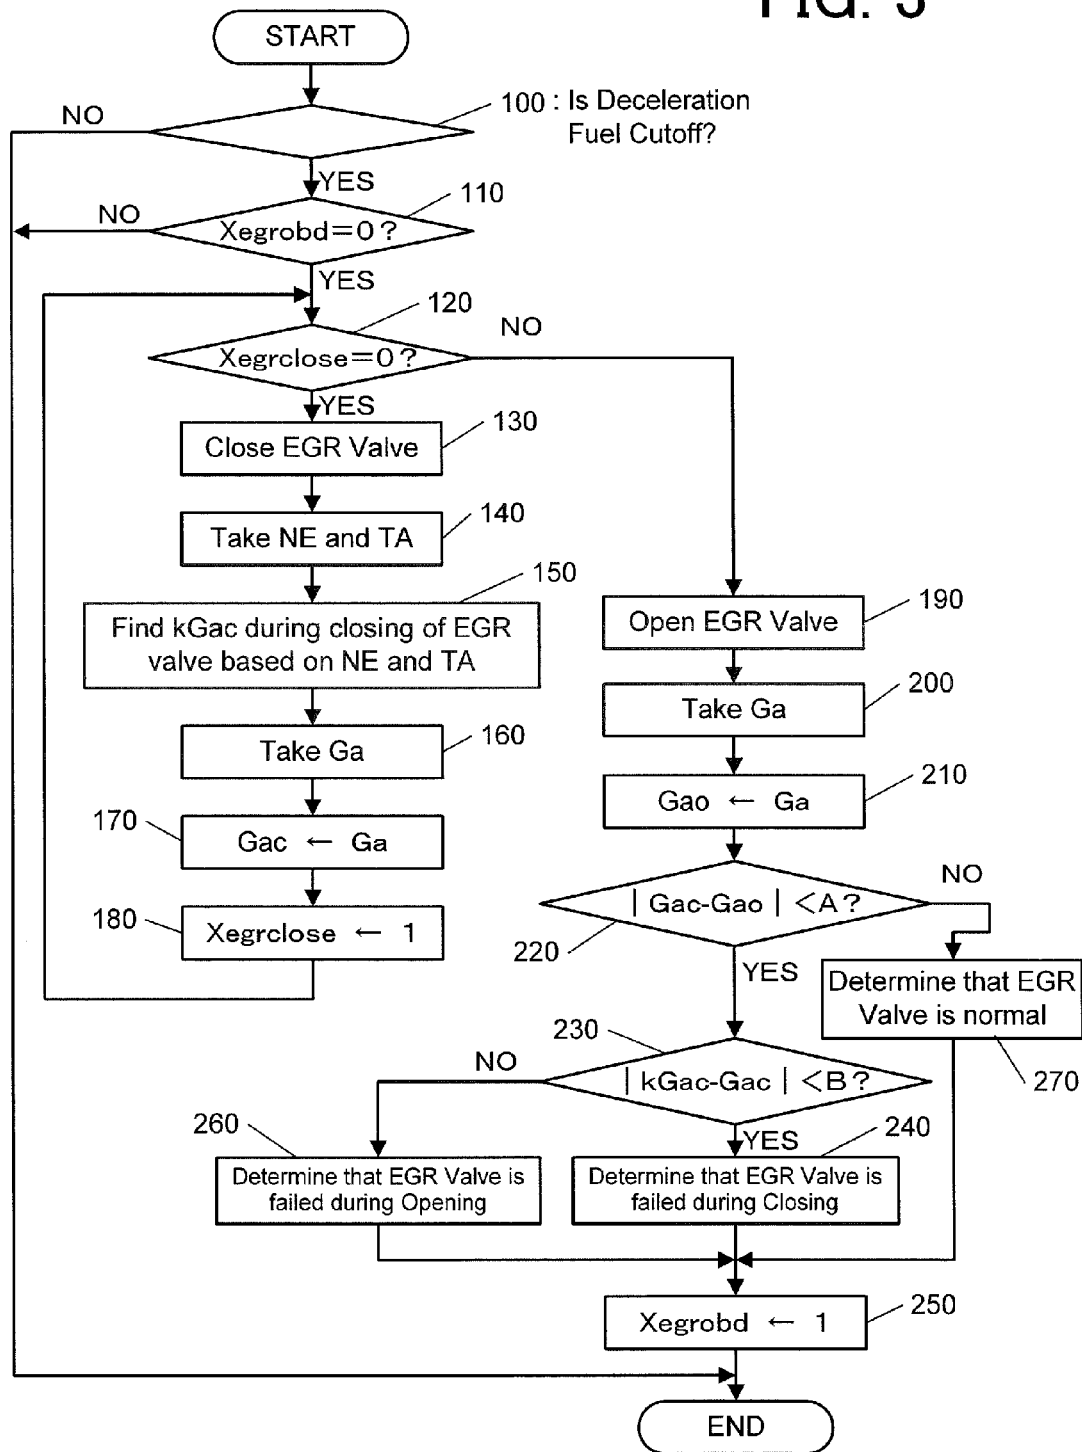 FIG. 3
START
NO
100 : Is Deceleration
Fuel Cutoff?
YES
110
NO
Xegrobd=0?
YES
120
NO
Xegrclose=0?
YES
130
Close EGR Valve
140
Take NE and TA
150
Find kGac during closing of EGR
valve based on NE and TA
160
Take Ga
170
Gac ← Ga
180
Xegrclose ← 1
190
Open EGR Valve
200
Take Ga
210
Gao ← Ga
NO
| Gac-Gao | <A?
220
YES
Determine that EGR
Valve is normal
270
230
NO
| kGac-Gac | <B?
YES
260
240
Determine that EGR Valve is
failed during Opening
Determine that EGR Valve is
failed during Closing
250
Xegrobd ← 1
END